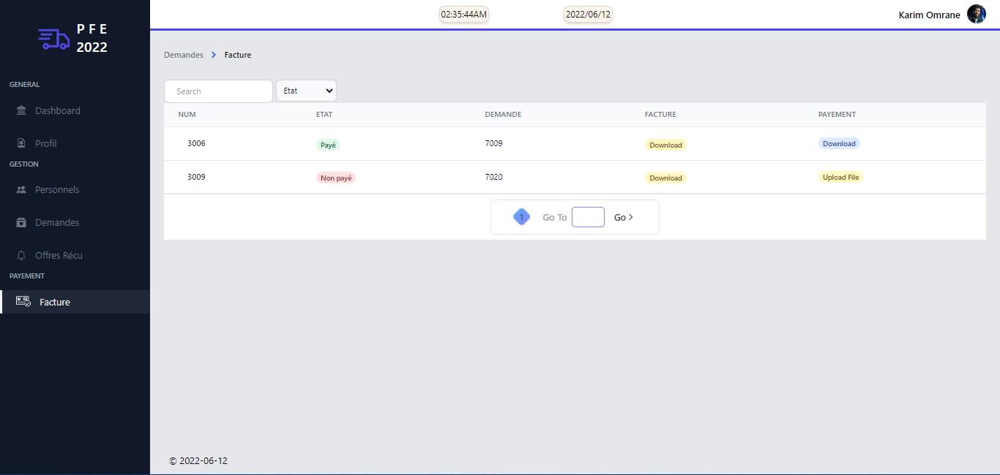 P F E
2022
02:35:44AM 2022/06/12 Karim Omrane
GENERAL
Dashboard
Profil
GESTION
Personnels
Demandes
Offres Récu
PAYEMENT
Facture
Demandes > Facture
Search Etat
NUM ETAT DEMANDE FACTURE PAYEMENT
3006 Payé 7009 Download Download
3009 Non payé 7020 Download Upload File
1 Go To Go >
© 2022-06-12